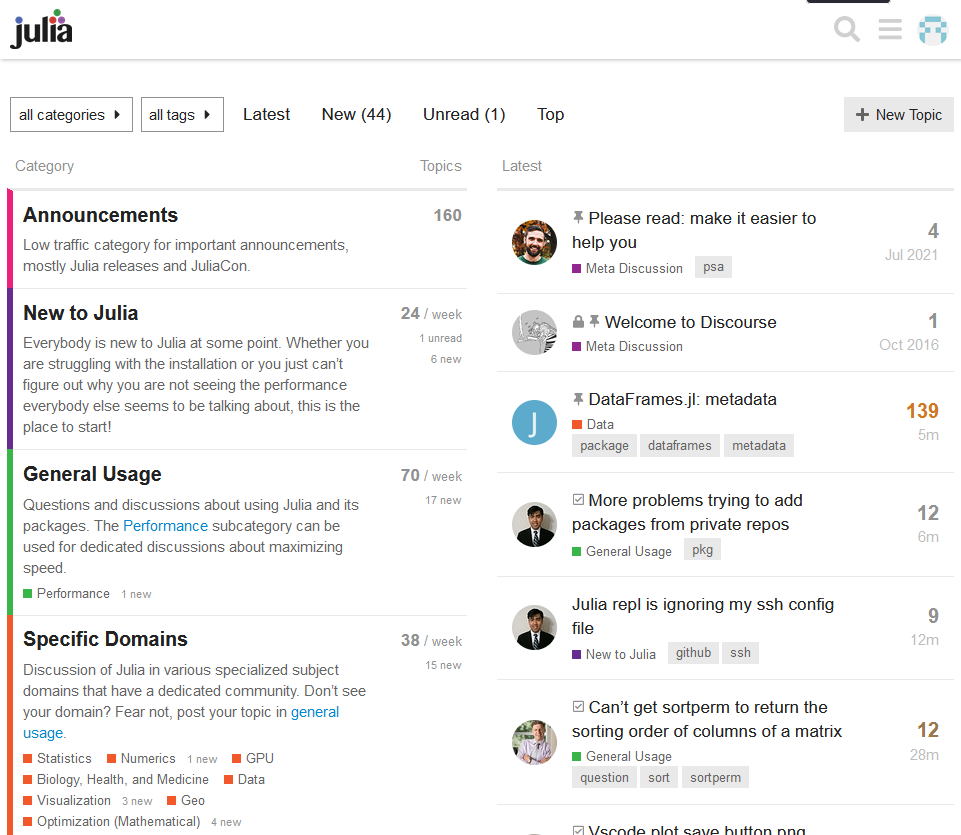 julia
all categories
all tags
Latest
New (44)
Unread (1)
Top
New Topic
Category
Topics
Announcements
160
Low traffic category for important announcements,
mostly Julia releases and JuliaCon.
New to Julia
24 / week
1 unread
6 new
Everybody is new to Julia at some point. Whether you
are struggling with the installation or you just can’t
figure out why you are not seeing the performance
everybody else seems to be talking about, this is the
place to start!
General Usage
70 / week
17 new
Questions and discussions about using Julia and its
packages. The Performance subcategory can be
used for dedicated discussions about maximizing
speed.
Performance 1 new
Specific Domains
38 / week
15 new
Discussion of Julia in various specialized subject
domains that have a dedicated community. Don’t see
your domain? Fear not, post your topic in general
usage.
Statistics Numerics 1 new GPU
Biology, Health, and Medicine Data
Visualization 3 new Geo
Optimization (Mathematical) 4 new
Latest
Please read: make it easier to
help you
Meta Discussion psa
4
Jul 2021
Welcome to Discourse
Meta Discussion
1
Oct 2016
J
DataFrames.jl: metadata
Data
package dataframes metadata
139
5m
More problems trying to add
packages from private repos
General Usage pkg
12
6m
Julia repl is ignoring my ssh config
file
New to Julia github ssh
9
12m
Can’t get sortperm to return the
sorting order of columns of a matrix
General Usage
question sort sortperm
12
28m
Vscode plot save button png